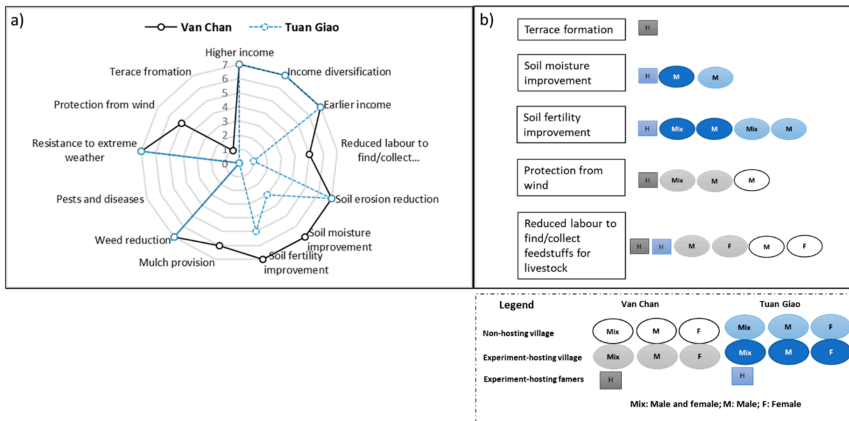 a)
Van Chan
Tuan Giao
Higher income
Income diversification
Earlier income
Reduced labour to
find/collect...
Soil erosion reduction
Soil moisture
improvement
Soil fertility
improvement
Mulch provision
Weed reduction
Pests and diseases
Resistance to extreme
weather
Protection from wind
Terace fromation
7
6
5
4
3
2
1
0
b)
Terrace formation
H
Soil moisture
improvement
H M M
Soil fertility
improvement
H Mix M Mix M
Protection from
wind
H Mix M M
Reduced labour to
find/collect
feedstuffs for
livestock
H H M F M F
Legend
Van Chan
Tuan Giao
Non-hosting village
Mix M F Mix M F
Experiment-hosting village
Mix M F Mix M F
Experiment-hosting famers
H H
Mix: Male and female; M: Male; F: Female